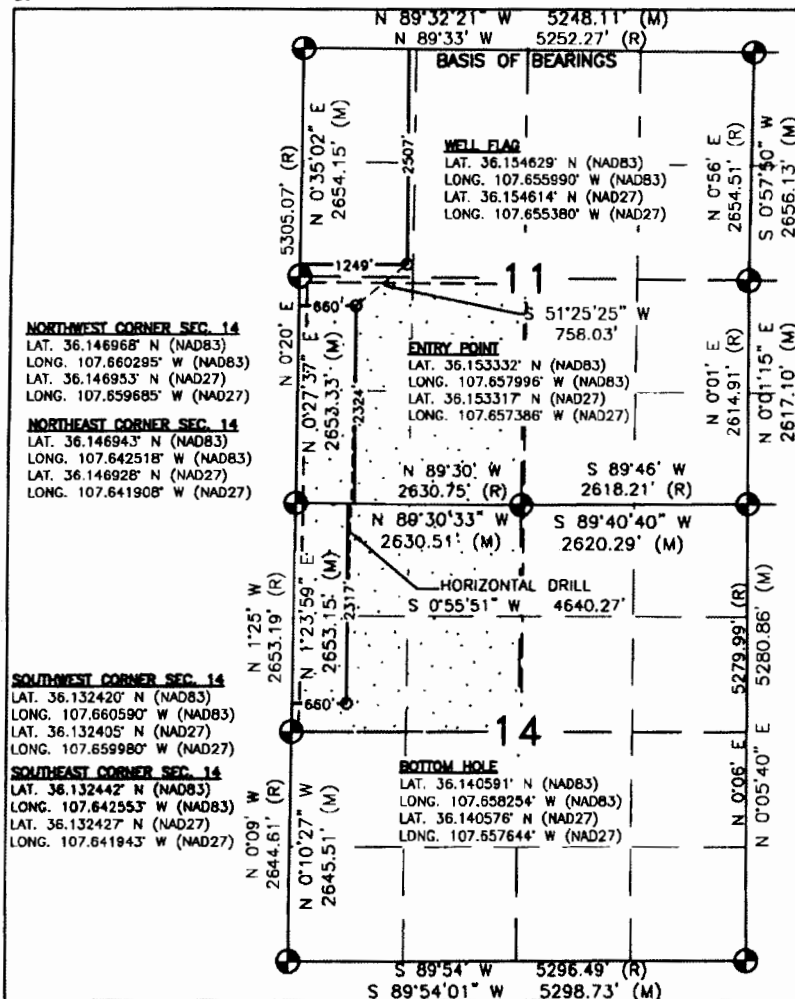 N 89°32'21" W 5248.11' (M)
N 89°33' W 5252.27' (R)
BASIS OF BEARINGS
5305.07' (R)
N 0°35'02" E
2654.15' (M)
2507'
WELL FLAG
LAT. 36.154629° N (NAD83)
LONG. 107.655990° W (NAD83)
LAT. 36.154614° N (NAD27)
LONG. 107.655380° W (NAD27)
N 0°56' E
2654.51' (R)
S 0°57'50" W
2656.13' (M)
1249'
11
660'
S 51°25'25" W
758.03'
N 0°20' E
N 0°27'37" E
2653.33' (M)
2324'
ENTRY POINT
LAT. 36.153332° N (NAD83)
LONG. 107.657996° W (NAD83)
LAT. 36.153317° N (NAD27)
LONG. 107.657386° W (NAD27)
N 0°01' E
2614.91' (R)
N 0°01'15" E
2617.10' (M)
NORTHWEST CORNER SEC. 14
LAT. 36.146968° N (NAD83)
LONG. 107.660295° W (NAD83)
LAT. 36.146953° N (NAD27)
LONG. 107.659685° W (NAD27)
NORTHEAST CORNER SEC. 14
LAT. 36.146943° N (NAD83)
LONG. 107.642518° W (NAD83)
LAT. 36.146928° N (NAD27)
LONG. 107.641908° W (NAD27)
N 89°30' W
2630.75' (R)
S 89°46' W
2618.21' (R)
N 89°30'33" W
2630.51' (M)
S 89°40'40" W
2620.29' (M)
HORIZONTAL DRILL
S 0°55'51" W 4640.27'
N 1°25' W
2653.19' (R)
N 1°23'59" E
2653.15' (M)
2317'
5279.99' (R)
5280.86' (M)
SOUTHWEST CORNER SEC. 14
LAT. 36.132420° N (NAD83)
LONG. 107.660590° W (NAD83)
LAT. 36.132405° N (NAD27)
LONG. 107.659980° W (NAD27)
660'
14
SOUTHEAST CORNER SEC. 14
LAT. 36.132442° N (NAD83)
LONG. 107.642553° W (NAD83)
LAT. 36.132427° N (NAD27)
LONG. 107.641943° W (NAD27)
BOTTOM HOLE
LAT. 36.140591° N (NAD83)
LONG. 107.658254° W (NAD83)
LAT. 36.140576° N (NAD27)
LONG. 107.657644° W (NAD27)
N 0°06' E
N 0°05'40" E
N 0°09' W
2644.61' (R)
N 0°10'27" W
2645.51' (M)
S 89°54' W 5296.49' (R)
S 89°54'01" W 5298.73' (M)